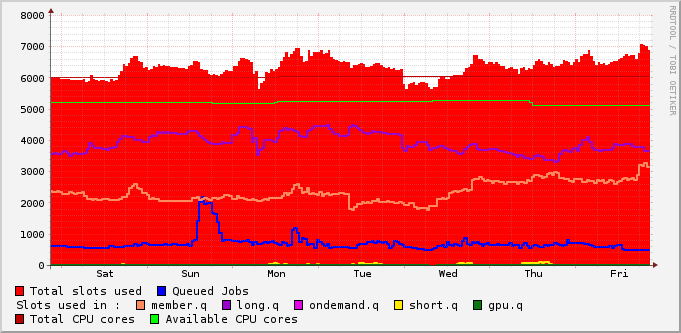 8000
7000
6000
5000
4000
3000
2000
1000
0
Sat Sun Mon Tue Wed Thu Fri
RRDTOOL / TOBI OETIKER
Total slots used Queued Jobs
Slots used in : member.q long.q ondemand.q short.q gpu.q
Total CPU cores Available CPU cores